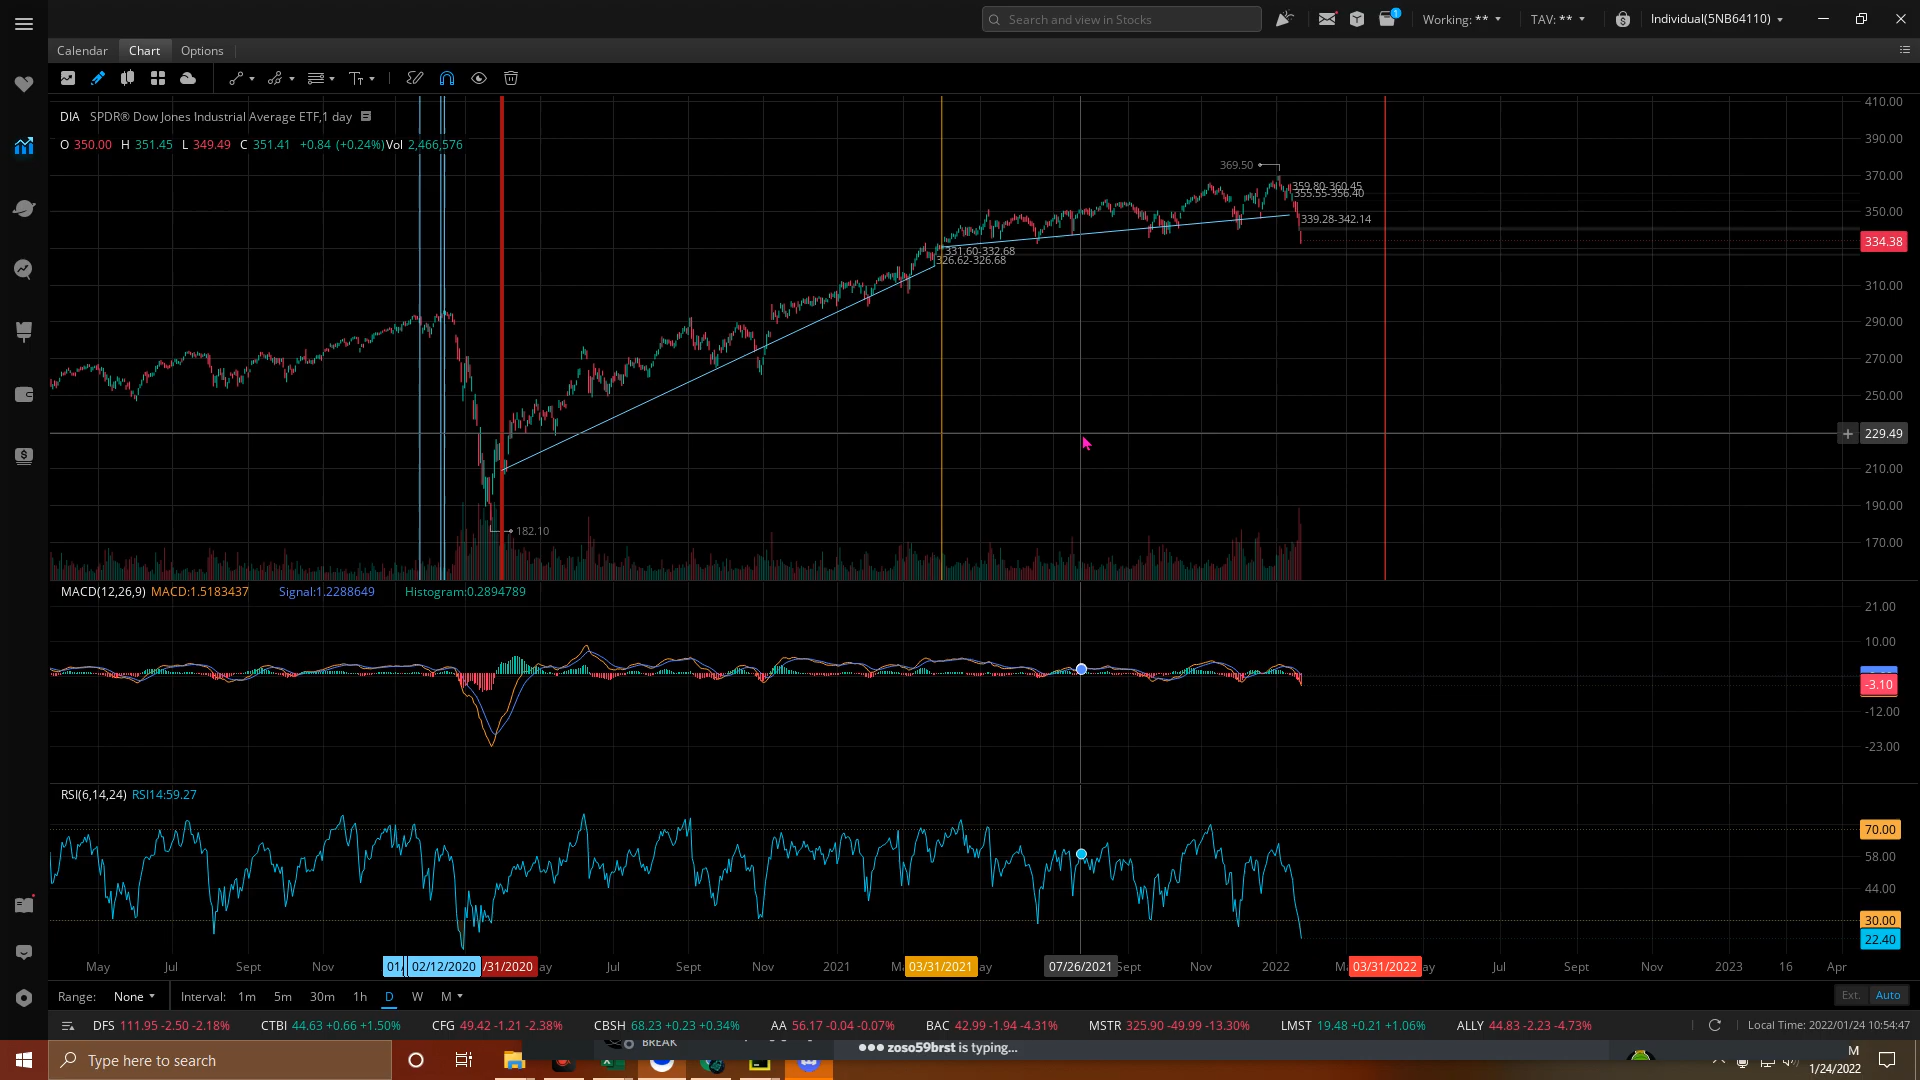 Search and view in Stocks
1
Working: **
TAV: **
Individual(5NB64110)
Calendar Chart Options
DIA SPDR® Dow Jones Industrial Average ETF,1 day
O 350.00 H 351.45 L 349.49 C 351.41 +0.84 (+0.24%) Vol 2,466,576
410.00
390.00
369.50
370.00
359.80-360.45
355.55-356.40
350.00
339.28-342.14
334.38
331.60-332.68
326.62-326.68
310.00
290.00
270.00
250.00
229.49
210.00
190.00
182.10
170.00
MACD(12,26,9) MACD:1.5183437 Signal:1.2288649 Histogram:0.2894789
21.00
10.00
-3.10
-12.00
-23.00
RSI(6,14,24) RSI14:59.27
70.00
58.00
44.00
30.00
22.40
May Jul Sept Nov 01/ 02/12/2020 /31/2020 ay Jul Sept Nov 2021 M 03/31/2021 ay 07/26/2021 Sept Nov 2022 M 03/31/2022 ay Jul Sept Nov 2023 16 Apr
Range: None Interval: 1m 5m 30m 1h D W M Ext. Auto
DFS 111.95 -2.50 -2.18% CTBI 44.63 +0.66 +1.50% CFG 49.42 -1.21 -2.38% CBSH 68.23 +0.23 +0.34% AA 56.17 -0.04 -0.07% BAC 42.99 -1.94 -4.31% MSTR 325.90 -49.99 -13.30% LMST 19.48 +0.21 +1.06% ALLY 44.83 -2.23 -4.73% Local Time: 2022/01/24 10:54:47
BREAK
zoso59brst is typing...
Type here to search
M
1/24/2022